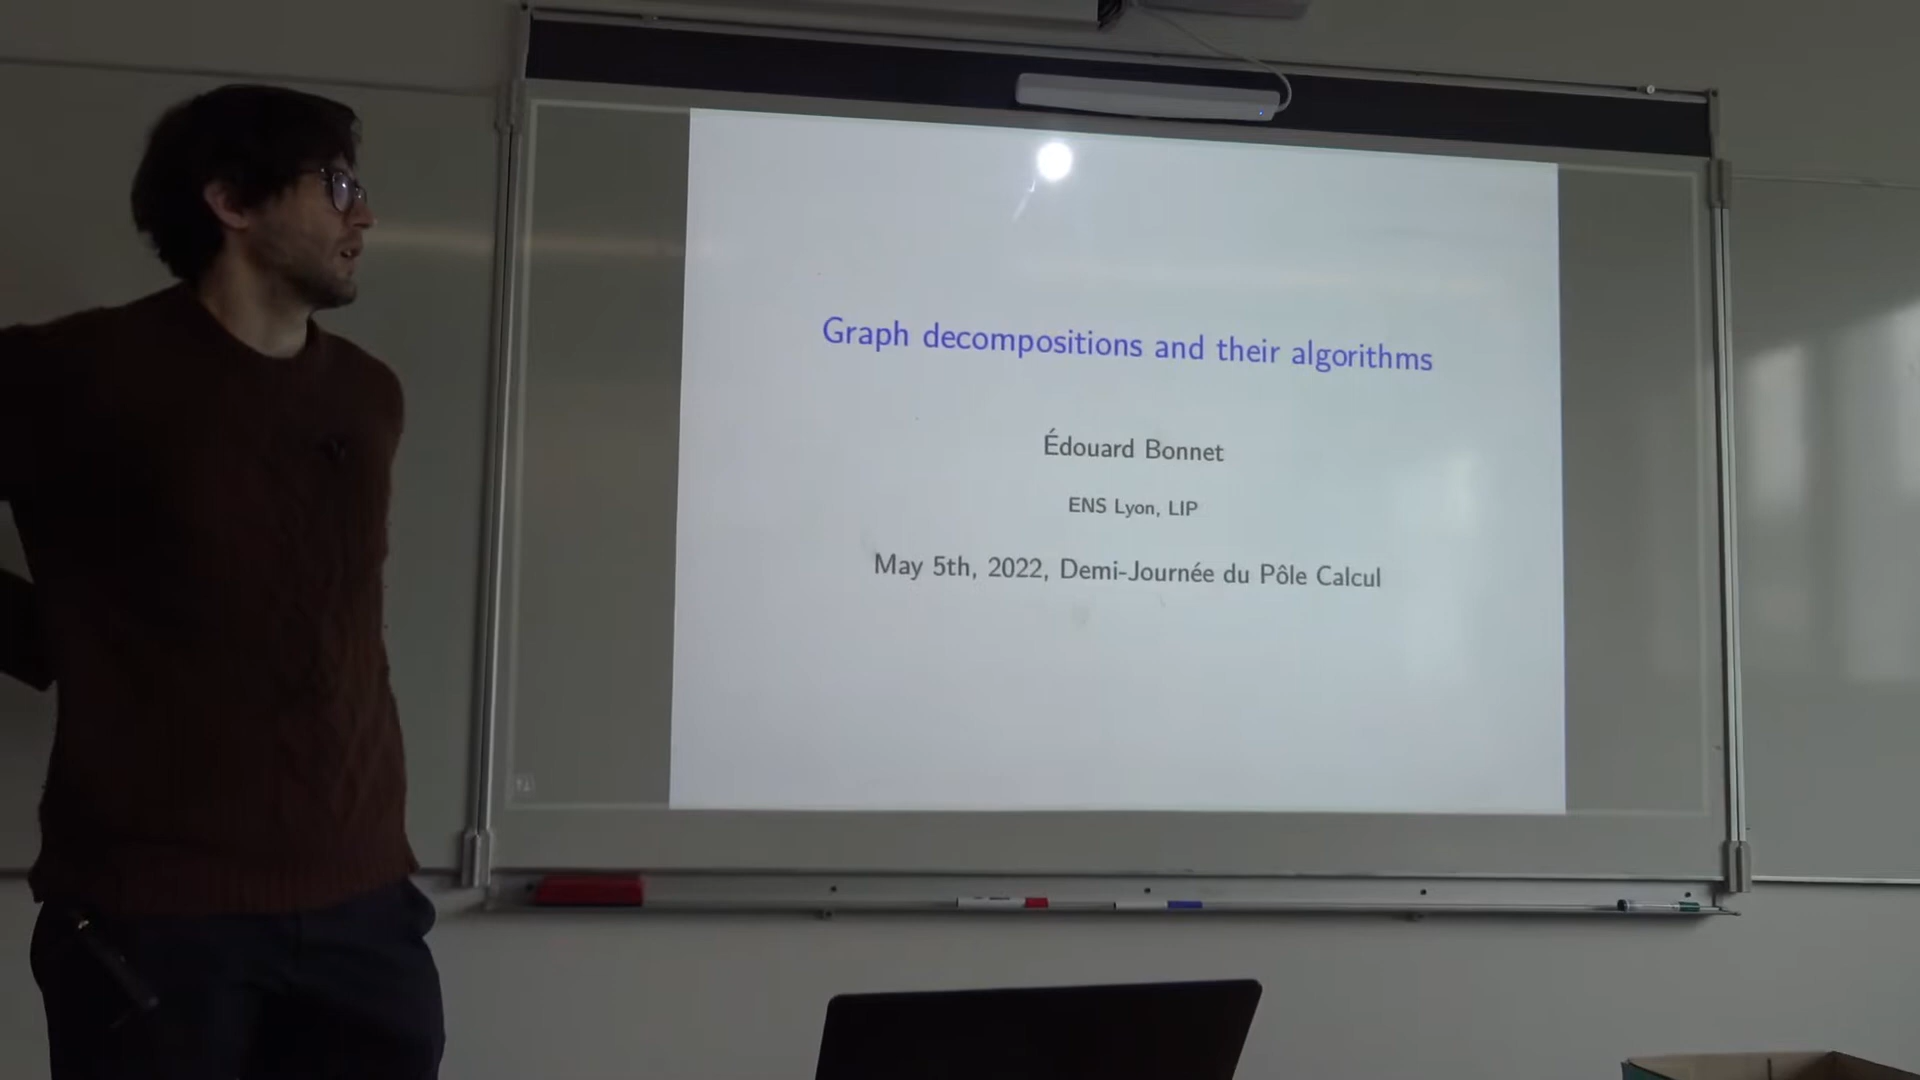 Graph decompositions and their algorithms
Édouard Bonnet
ENS Lyon, LIP
May 5th, 2022, Demi-Journée du Pôle Calcul